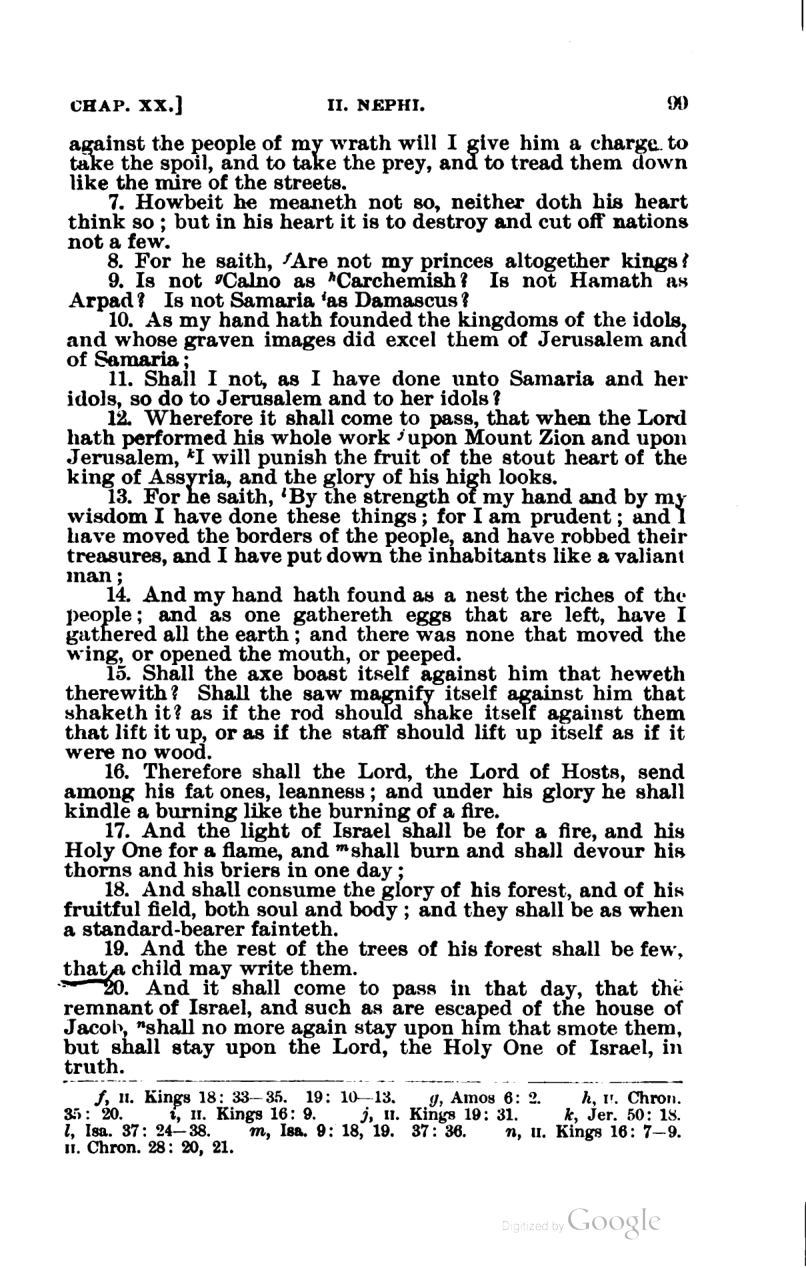 CHAP. XX.] II. NEPHI. 99
against the people of my wrath will I give him a charge to
take the spoil, and to take the prey, and to tread them down
like the mire of the streets.
7. Howbeit he meaneth not so, neither doth his heart
think so; but in his heart it is to destroy and cut off nations
not a few.
8. For he saith, fAre not my princes altogether kings?
9. Is not gCalno as hCarchemish? Is not Hamath as
Arpad? Is not Samaria ias Damascus?
10. As my hand hath founded the kingdoms of the idols,
and whose graven images did excel them of Jerusalem and
of Samaria;
11. Shall I not, as I have done unto Samaria and her
idols, so do to Jerusalem and to her idols?
12. Wherefore it shall come to pass, that when the Lord
hath performed his whole work jupon Mount Zion and upon
Jerusalem, kI will punish the fruit of the stout heart of the
king of Assyria, and the glory of his high looks.
13. For he saith, lBy the strength of my hand and by my
wisdom I have done these things; for I am prudent; and I
have moved the borders of the people, and have robbed their
treasures, and I have put down the inhabitants like a valiant
man;
14. And my hand hath found as a nest the riches of the
people; and as one gathereth eggs that are left, have I
gathered all the earth; and there was none that moved the
wing, or opened the mouth, or peeped.
15. Shall the axe boast itself against him that heweth
therewith? Shall the saw magnify itself against him that
shaketh it? as if the rod should shake itself against them
that lift it up, or as if the staff should lift up itself as if it
were no wood.
16. Therefore shall the Lord, the Lord of Hosts, send
among his fat ones, leanness; and under his glory he shall
kindle a burning like the burning of a fire.
17. And the light of Israel shall be for a fire, and his
Holy One for a flame, and mshall burn and shall devour his
thorns and his briers in one day;
18. And shall consume the glory of his forest, and of his
fruitful field, both soul and body; and they shall be as when
a standard-bearer fainteth.
19. And the rest of the trees of his forest shall be few,
that a child may write them.
20. And it shall come to pass in that day, that the
remnant of Israel, and such as are escaped of the house of
Jacob, nshall no more again stay upon him that smote them,
but shall stay upon the Lord, the Holy One of Israel, in
truth.
f, II. Kings 18: 33—35. 19: 10—13. g, Amos 6: 2. h, II. Chron.
35: 20. i, II. Kings 16: 9. j, II. Kings 19: 31. k, Jer. 50: 18.
l, Isa. 37: 24—38. m, Isa. 9: 18, 19. 37: 36. n, II. Kings 16: 7—9.
II. Chron. 28: 20, 21.
Digitized by Google